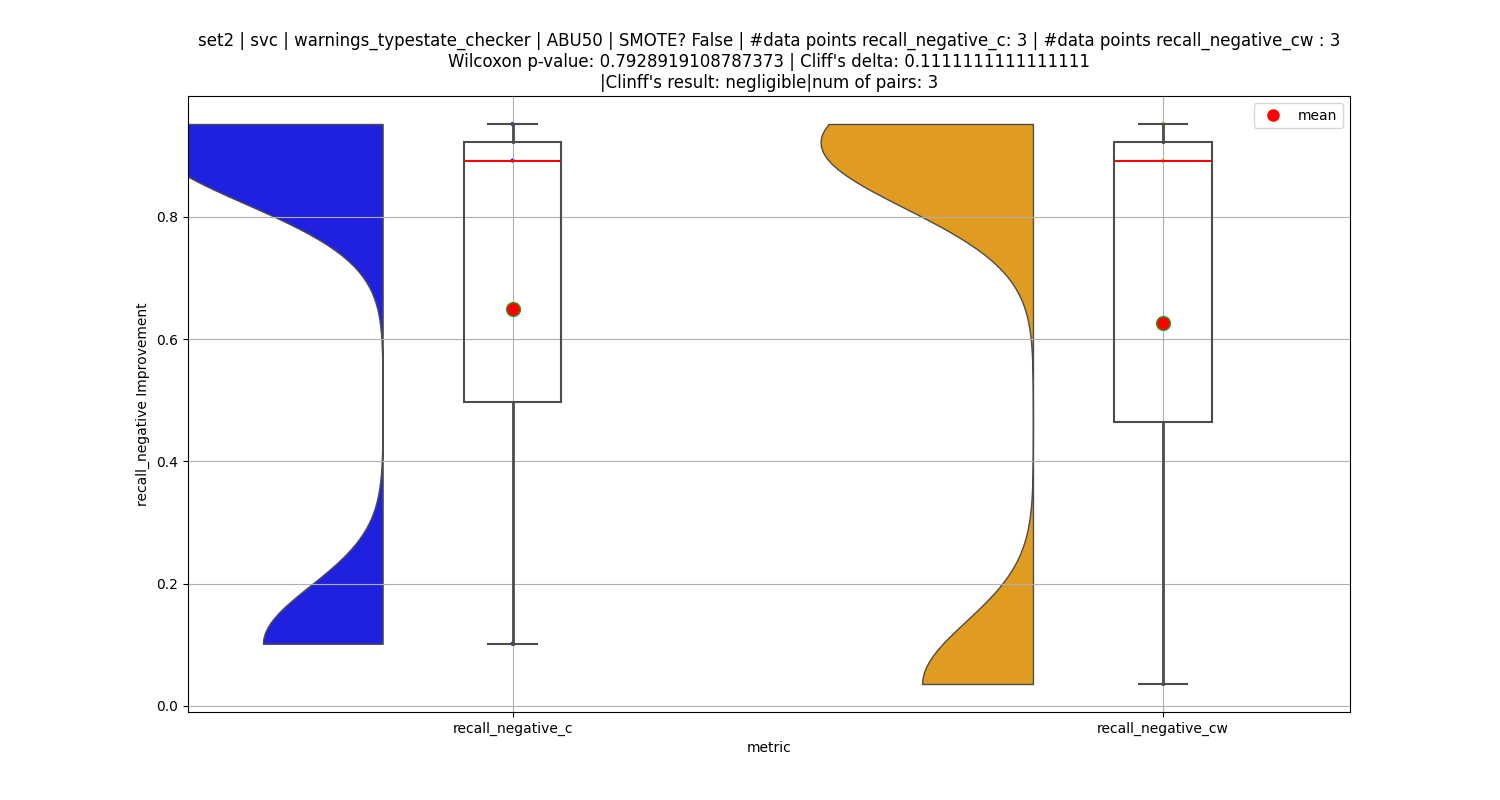 set2 | svc | warnings_typestate_checker | ABU50 | SMOTE? False | #data points recall_negative_c: 3 | #data points recall_negative_cw : 3
Wilcoxon p-value: 0.7928919108787373 | Cliff's delta: 0.1111111111111111
|Clinff's result: negligible|num of pairs: 3
mean
recall_negative Improvement
0.8
0.6
0.4
0.2
0.0
recall_negative_c
recall_negative_cw
metric